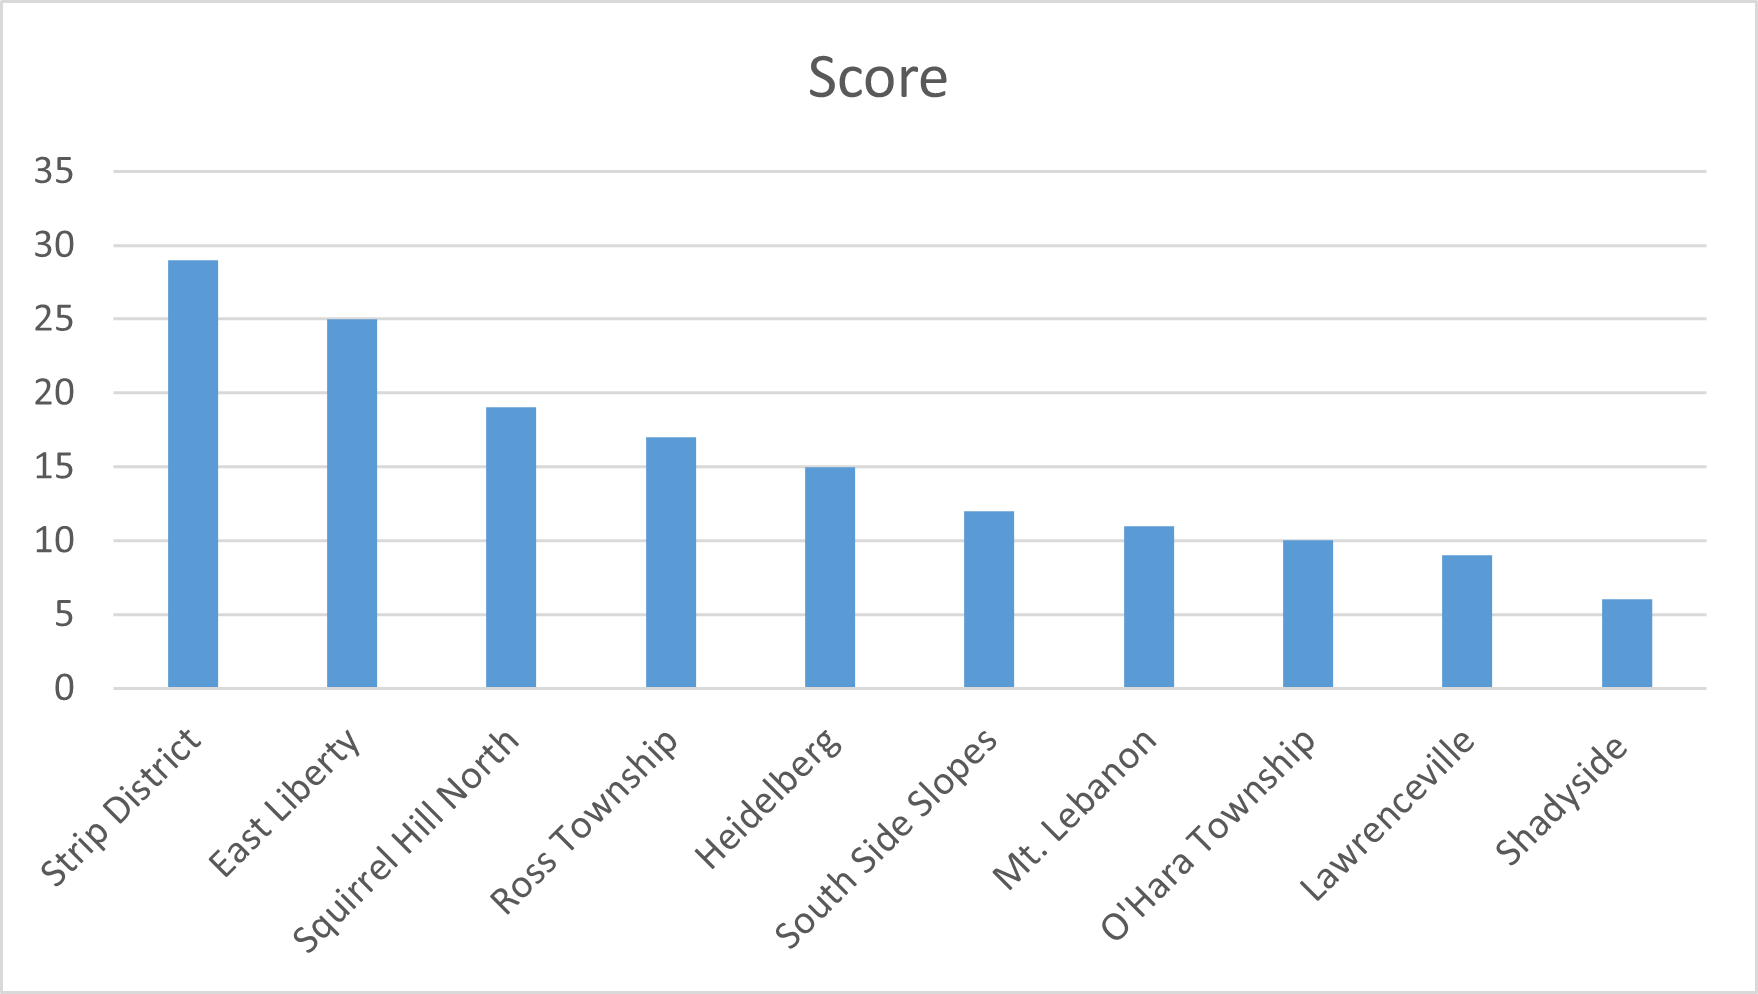 Score
35
30
25
20
15
10
5
0
Strip District
East Liberty
Squirrel Hill North
Ross Township
Heidelberg
South Side Slopes
Mt. Lebanon
O'Hara Township
Lawrenceville
Shadyside